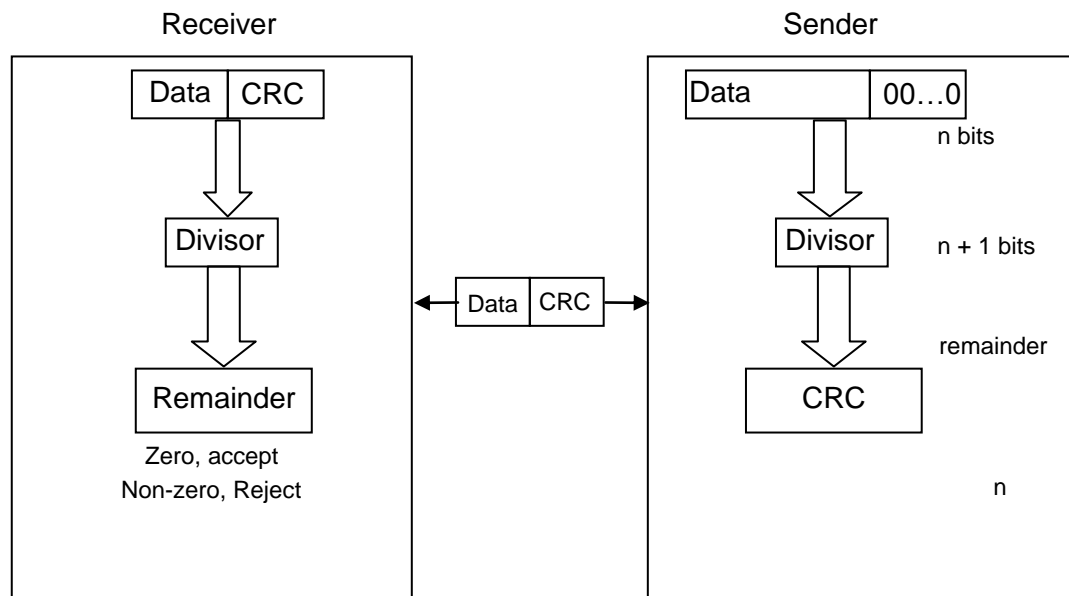 Receiver
Data CRC
Divisor
Remainder
Zero, accept
Non-zero, Reject
Data CRC
Sender
Data 00…0
n bits
Divisor
n + 1 bits
remainder
CRC
n